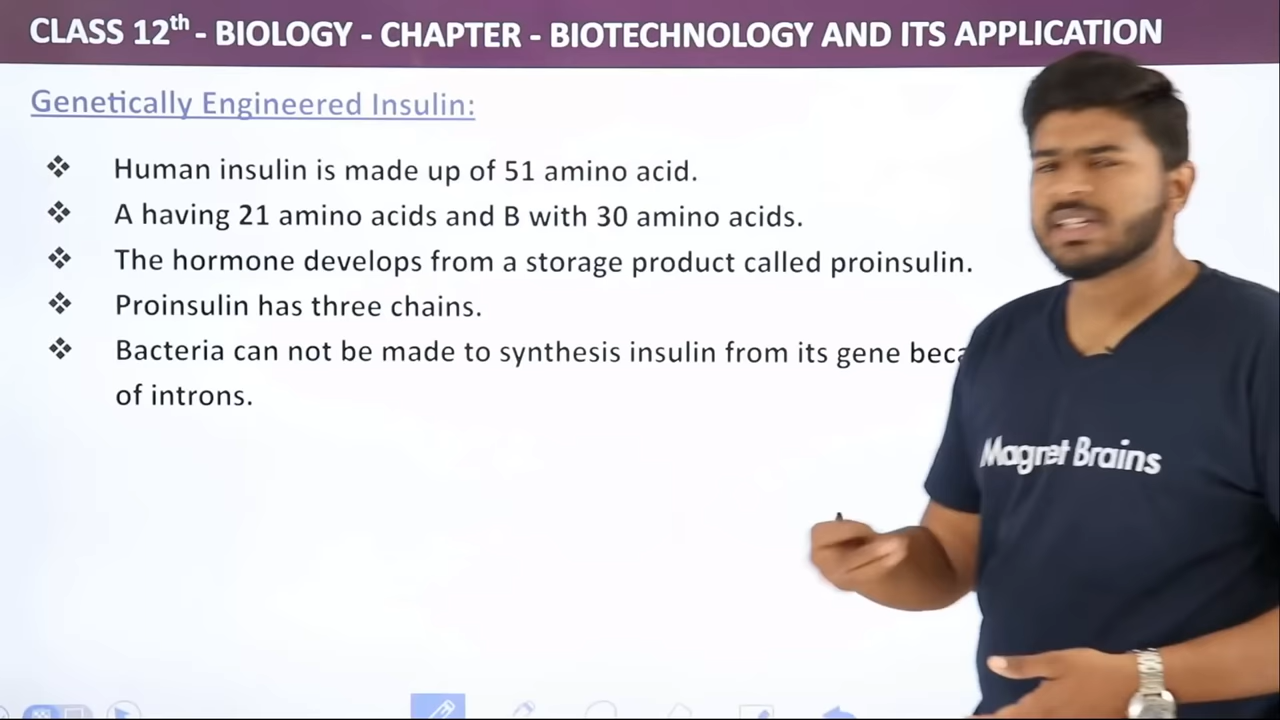 CLASS 12th - BIOLOGY - CHAPTER - BIOTECHNOLOGY AND ITS APPLICATION
Genetically Engineered Insulin:
❖ Human insulin is made up of 51 amino acid.
❖ A having 21 amino acids and B with 30 amino acids.
❖ The hormone develops from a storage product called proinsulin.
❖ Proinsulin has three chains.
❖ Bacteria can not be made to synthesis insulin from its gene
of introns.
Magnet Brains